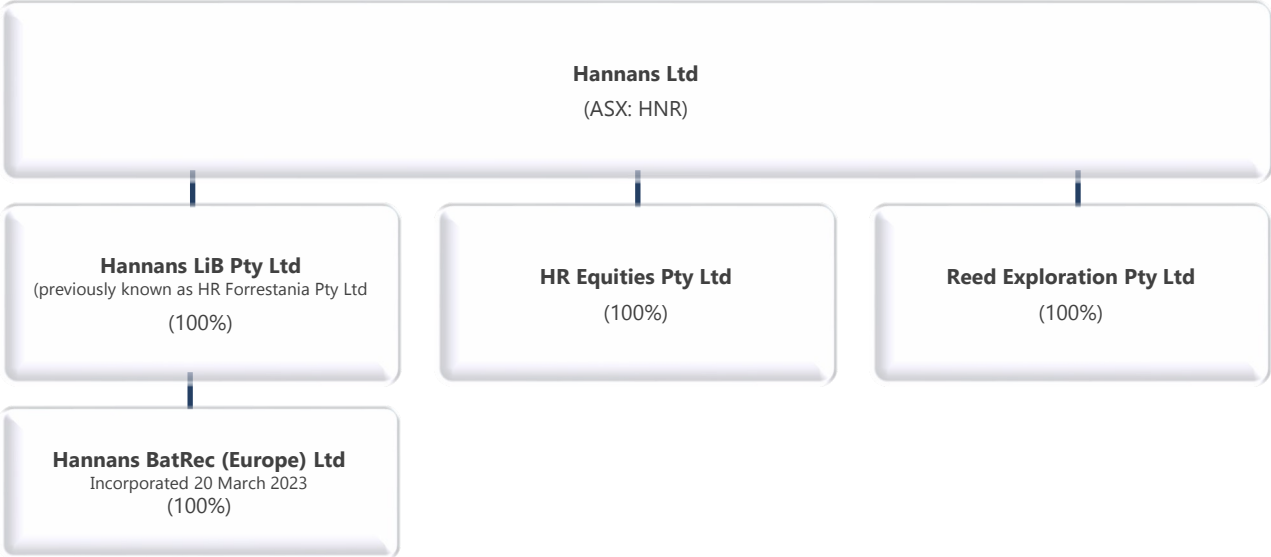 Hannans Ltd
(ASX: HNR)
Hannans LiB Pty Ltd
(previously known as HR Forrestania Pty Ltd
(100%)
HR Equities Pty Ltd
(100%)
Reed Exploration Pty Ltd
(100%)
Hannans BatRec (Europe) Ltd
Incorporated 20 March 2023
(100%)